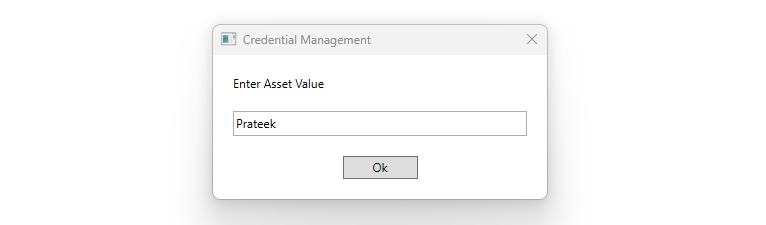 Credential Management
Enter Asset Value
Prateek
Ok